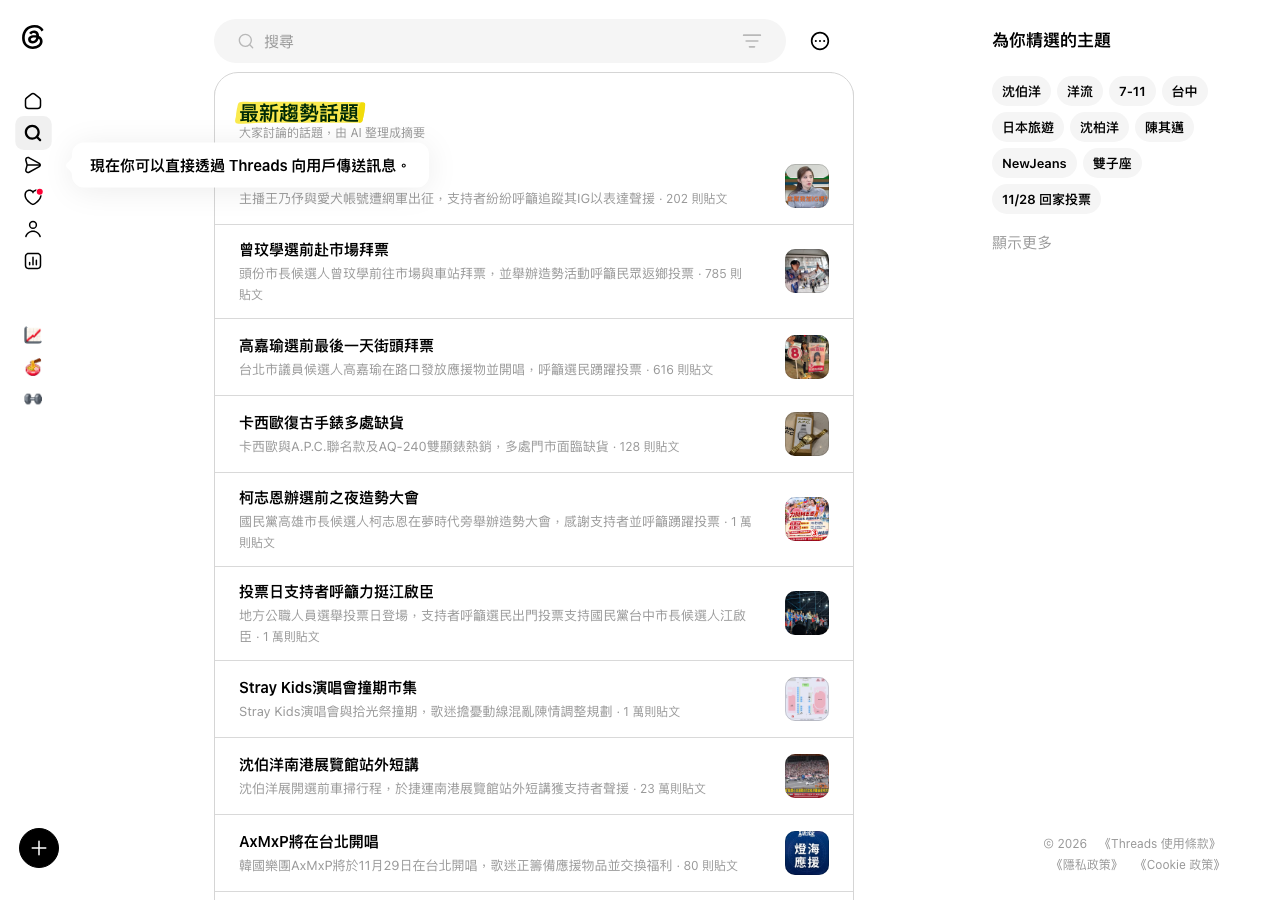 搜尋
最新趨勢話題
大家討論的話題，由 AI 整理成摘要
現在你可以直接透過 Threads 向用戶傳送訊息。
主播王乃伃與愛犬帳號遭網軍出征，支持者紛紛呼籲追蹤其IG以表達聲援 · 202 則貼文
曾玟學選前赴市場拜票
頭份市長候選人曾玟學前往市場與車站拜票，並舉辦造勢活動呼籲民眾返鄉投票 · 785 則
貼文
高嘉瑜選前最後一天街頭拜票
台北市議員候選人高嘉瑜在路口發放應援物並開唱，呼籲選民踴躍投票 · 616 則貼文
8
卡西歐復古手錶多處缺貨
卡西歐與A.P.C.聯名款及AQ-240雙顯錶熱銷，多處門市面臨缺貨 · 128 則貼文
柯志恩辦選前之夜造勢大會
國民黨高雄市長候選人柯志恩在夢時代旁舉辦造勢大會，感謝支持者並呼籲踴躍投票 · 1 萬
則貼文
投票日支持者呼籲力挺江啟臣
地方公職人員選舉投票日登場，支持者呼籲選民出門投票支持國民黨台中市長候選人江啟
臣 · 1 萬則貼文
Stray Kids演唱會撞期市集
Stray Kids演唱會與拾光祭撞期，歌迷擔憂動線混亂陳情調整規劃 · 1 萬則貼文
沈伯洋南港展覽館站外短講
沈伯洋展開選前車掃行程，於捷運南港展覽館站外短講獲支持者聲援 · 23 萬則貼文
AxMxP將在台北開唱
韓國樂團AxMxP將於11月29日在台北開唱，歌迷正籌備應援物品並交換福利 · 80 則貼文
燈海
應援
為你精選的主題
沈伯洋
洋流
7-11
台中
日本旅遊
沈柏洋
陳其邁
NewJeans
雙子座
11/28 回家投票
顯示更多
© 2026 《Threads 使用條款》
《隱私政策》 《Cookie 政策》